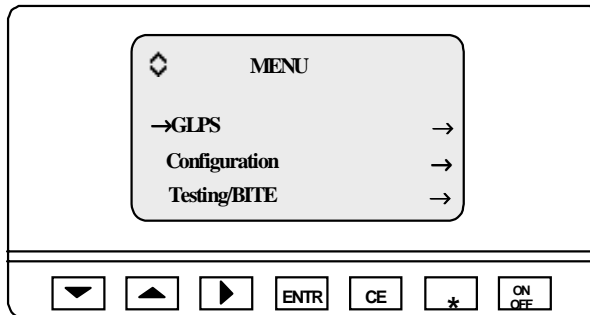 MENU
→GLPS →
Configuration →
Testing/BITE →
ENTR CE * ON
OFF